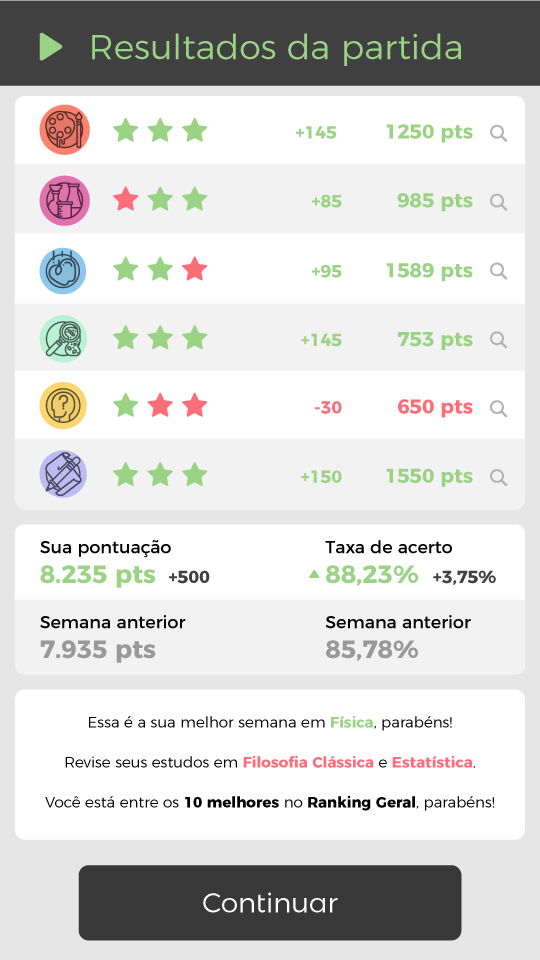 Resultados da partida
+145 1250 pts
+85 985 pts
+95 1589 pts
+145 753 pts
?
-30 650 pts
+150 1550 pts
Sua pontuação Taxa de acerto
8.235 pts +500 88,23% +3,75%
Semana anterior Semana anterior
7.935 pts 85,78%
Essa é a sua melhor semana em Física, parabéns!
Revise seus estudos em Filosofia Clássica e Estatística.
Você está entre os 10 melhores no Ranking Geral, parabéns!
Continuar